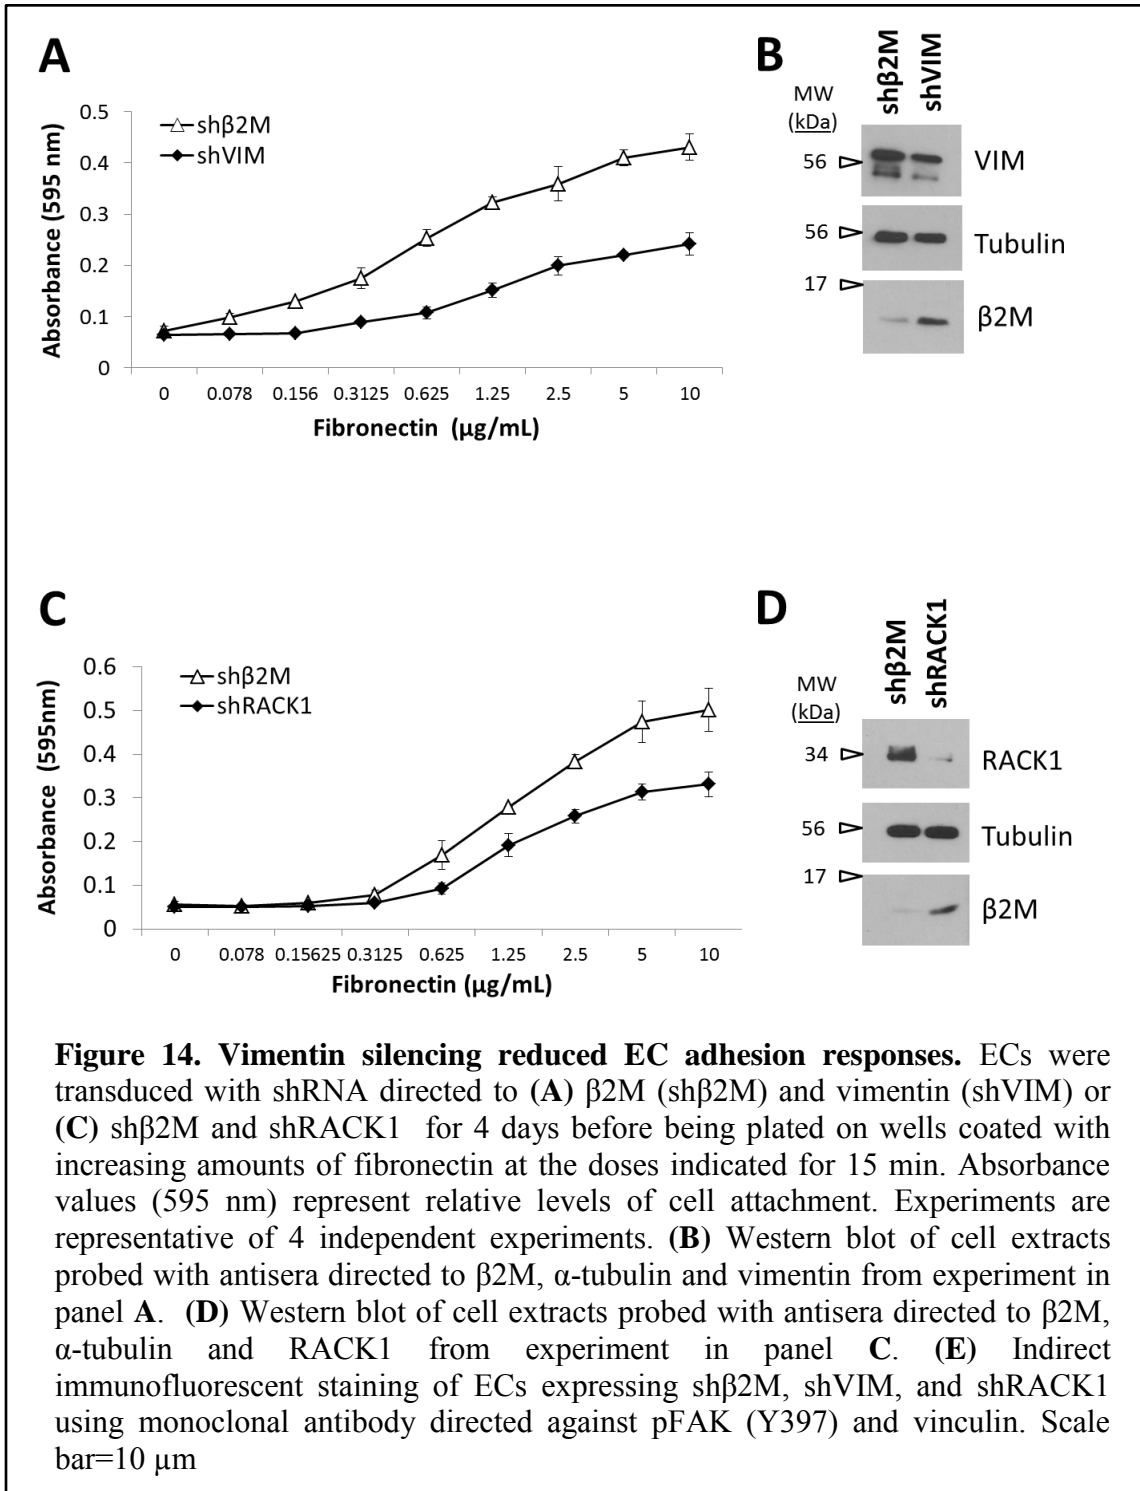 A
0.5
0.4
0.3
0.2
0.1
0
Absorbance (595 nm)
shβ2M
shVIM
0 0.078 0.156 0.3125 0.625 1.25 2.5 5 10
Fibronectin (µg/mL)
B
shβ2M
shVIM
MW
(kDa)
56
VIM
56
Tubulin
17
β2M
C
0.6
0.5
0.4
0.3
0.2
0.1
0
Absorbance (595nm)
shβ2M
shRACK1
0 0.078 0.15625 0.3125 0.625 1.25 2.5 5 10
Fibronectin (µg/mL)
D
shβ2M
shRACK1
MW
(kDa)
34
RACK1
56
Tubulin
17
β2M
Figure 14. Vimentin silencing reduced EC adhesion responses. ECs were
transduced with shRNA directed to (A) β2M (shβ2M) and vimentin (shVIM) or
(C) shβ2M and shRACK1 for 4 days before being plated on wells coated with
increasing amounts of fibronectin at the doses indicated for 15 min. Absorbance
values (595 nm) represent relative levels of cell attachment. Experiments are
representative of 4 independent experiments. (B) Western blot of cell extracts
probed with antisera directed to β2M, α-tubulin and vimentin from experiment in
panel A. (D) Western blot of cell extracts probed with antisera directed to β2M,
α-tubulin and RACK1 from experiment in panel C. (E) Indirect
immunofluorescent staining of ECs expressing shβ2M, shVIM, and shRACK1
using monoclonal antibody directed against pFAK (Y397) and vinculin. Scale
bar=10 µm